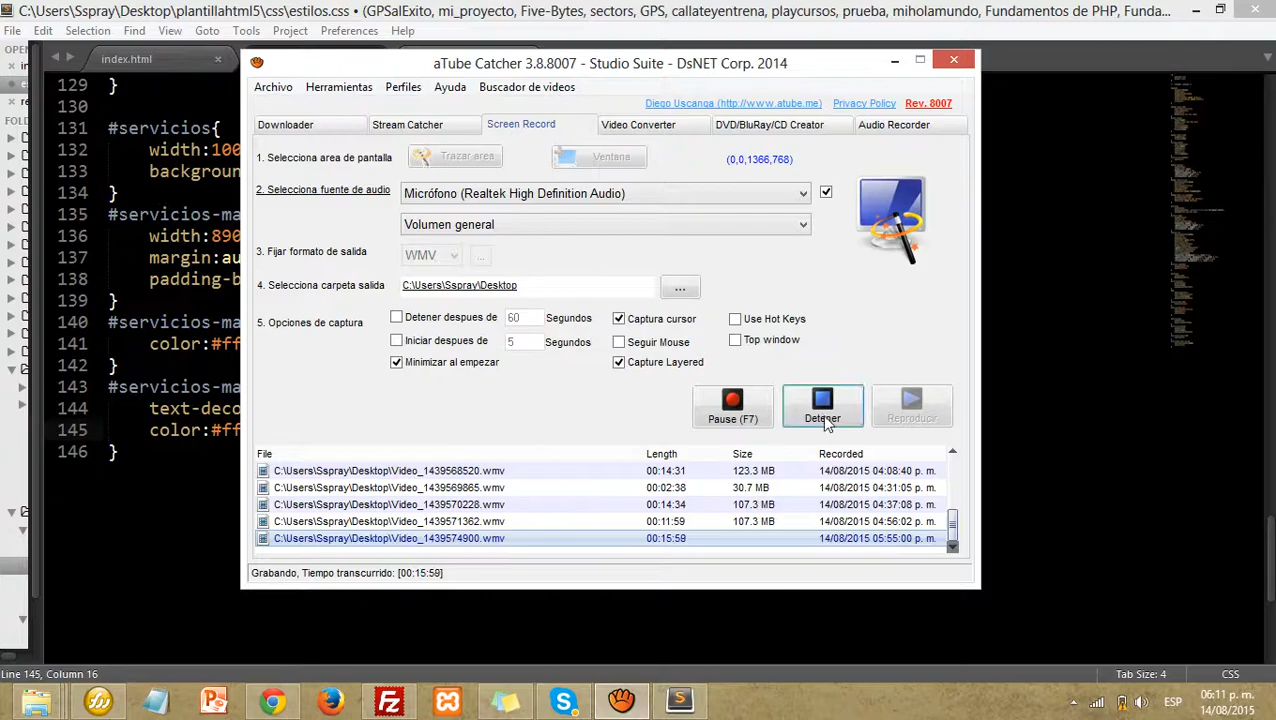 C:\Users\Sspray\Desktop\plantillahtml5\css\estilos.css - (GPSalExito, mi_proyecto, Five-Bytes, sectors, GPS, callateyentrena, playcursos, prueba, miholamundo, Fundamentos de PHP, Funda...
File Edit Selection Find View Goto Tools Project Preferences Help
OPEN
index.html
FOLD
129 }
130
131 #servicios{
132 width:100
133 backgroun
134 }
135 #servicios-ma
136 width:890
137 margin:au
138 padding-b
139 }
140 #servicios-ma
141 color:#ff
142 }
143 #servicios-ma
144 text-deco
145 color:#ff
146 }
aTube Catcher 3.8.8007 - Studio Suite - DsNET Corp. 2014
Archivo Herramientas Perfiles Ayuda Buscador de videos
Diego Uscanga (http://www.atube.me) Privacy Policy Rev. 8007
Downloader Stream Catcher Screen Record Video Converter DVD/BluRay/CD Creator Audio Recorder
1. Selecciona area de pantalla Trazar area Ventana (0,0,1366,768)
2. Selecciona fuente de audio Micrófono (Realtek High Definition Audio)
Volumen general
3. Fijar formato de salida WMV ...
4. Selecciona carpeta salida C:\Users\Sspray\Desktop ...
5. Opciones de captura
Detener despues de 60 Segundos Captura cursor Use Hot Keys
Iniciar despues de 5 Segundos Seguir Mouse Top window
Minimizar al empezar Capture Layered
Pause (F7) Detener Reproducir
File Length Size Recorded
C:\Users\Sspray\Desktop\Video_1439568520.wmv 00:14:31 123.3 MB 14/08/2015 04:08:40 p. m.
C:\Users\Sspray\Desktop\Video_1439569865.wmv 00:02:38 30.7 MB 14/08/2015 04:31:05 p. m.
C:\Users\Sspray\Desktop\Video_1439570228.wmv 00:14:34 107.3 MB 14/08/2015 04:37:08 p. m.
C:\Users\Sspray\Desktop\Video_1439571362.wmv 00:11:59 107.3 MB 14/08/2015 04:56:02 p. m.
C:\Users\Sspray\Desktop\Video_1439574900.wmv 00:15:59 14/08/2015 05:55:00 p. m.
Grabando, Tiempo transcurrido: [00:15:59]
Line 145, Column 16 Tab Size: 4 CSS
ESP 06:11 p. m.
14/08/2015